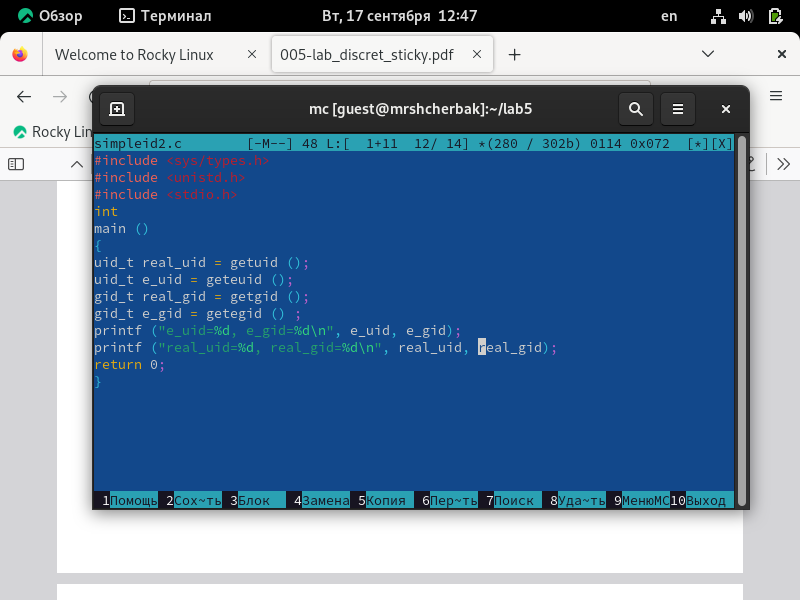 Обзор Терминал Вт, 17 сентября 12:47 en
Welcome to Rocky Linux × 005-lab_discret_sticky.pdf ×
mc [guest@mrshcherbak]:~/lab5
Rocky Lin
simpleid2.c [-M--] 48 L:[ 1+11 12/ 14] *(280 / 302b) 0114 0x072 [*][X]
#include <sys/types.h>
#include <unistd.h>
#include <stdio.h>
int
main ()
{
uid_t real_uid = getuid ();
uid_t e_uid = geteuid ();
gid_t real_gid = getgid ();
gid_t e_gid = getegid () ;
printf ("e_uid=%d, e_gid=%d\n", e_uid, e_gid);
printf ("real_uid=%d, real_gid=%d\n", real_uid, real_gid);
return 0;
}
1Помощь 2Сох~ть 3Блок 4Замена 5Копия 6Пер~ть 7Поиск 8Уда~ть 9МенюMC 10Выход